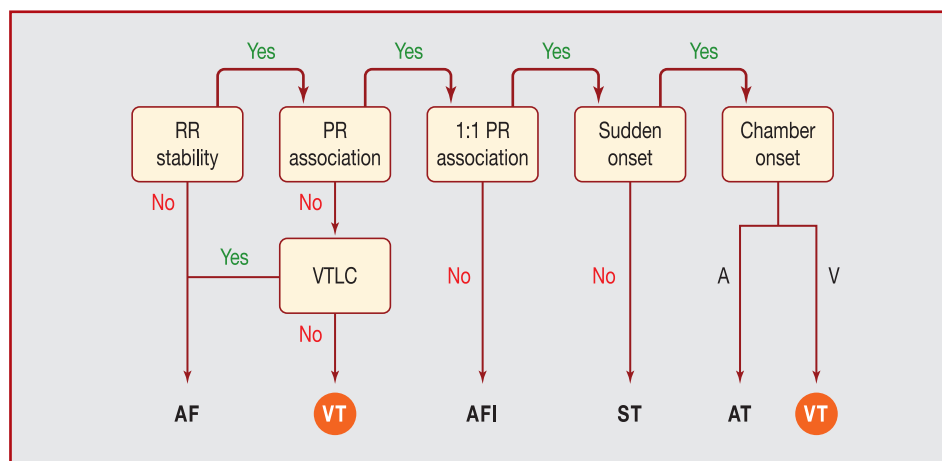 Yes
Yes
Yes
Yes
RR
stability
PR
association
1:1 PR
association
Sudden
onset
Chamber
onset
No
No
Yes
VTLC
No
No
No
A
V
AF
VT
AFI
ST
AT
VT